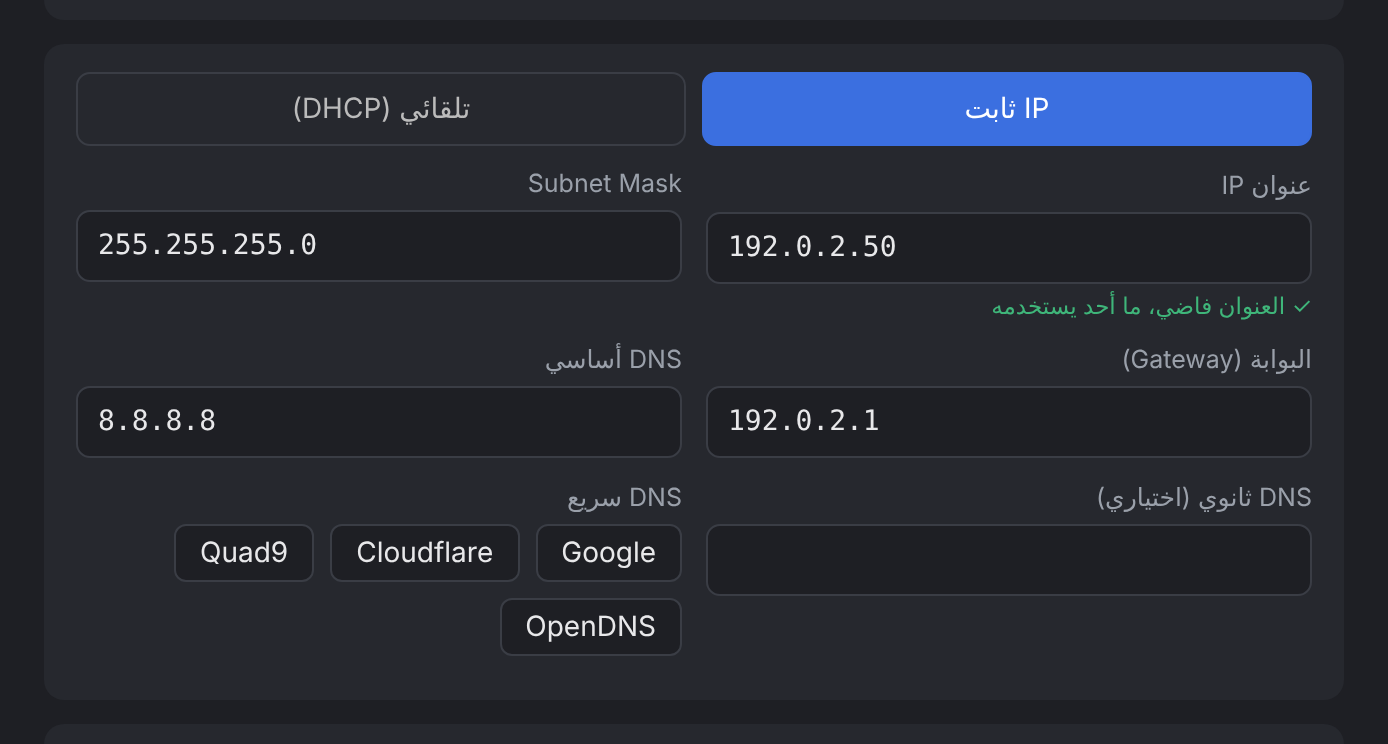 IP ثابت
تلقائي (DHCP)
عنوان IP
192.0.2.50
✓ العنوان فاضي، ما أحد يستخدمه
Subnet Mask
255.255.255.0
البوابة (Gateway)
192.0.2.1
DNS أساسي
8.8.8.8
DNS ثانوي (اختياري)
DNS سريع
Google
Cloudflare
Quad9
OpenDNS